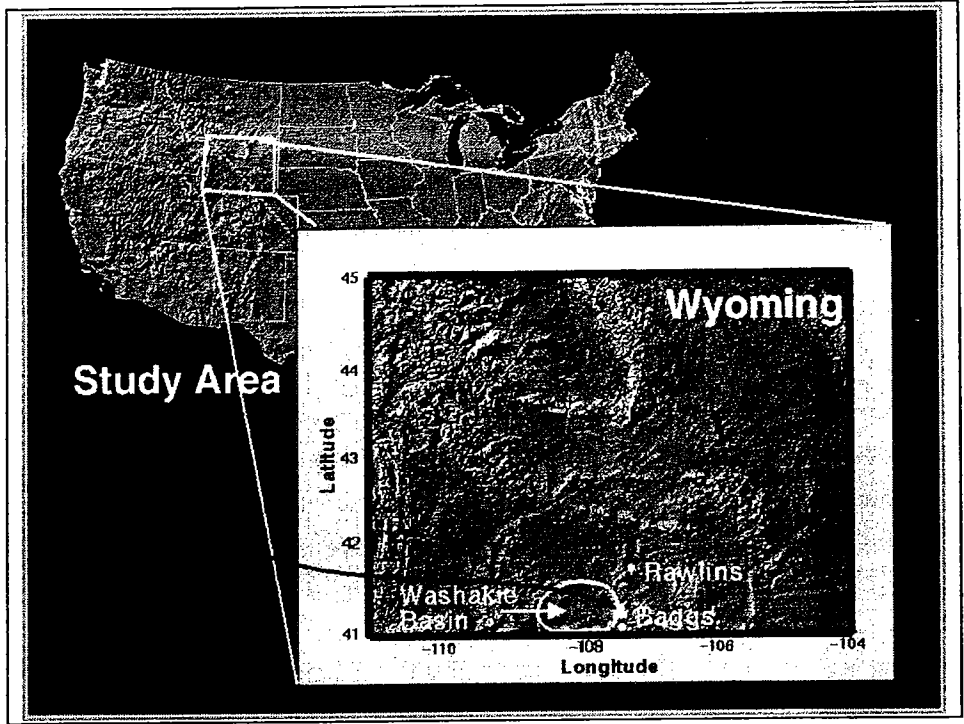 Study Area
Wyoming
Latitude
45
44
43
42
41
Rawlins
Washakie
Basin
Baggs
-110
-108
-106
-104
Longitude